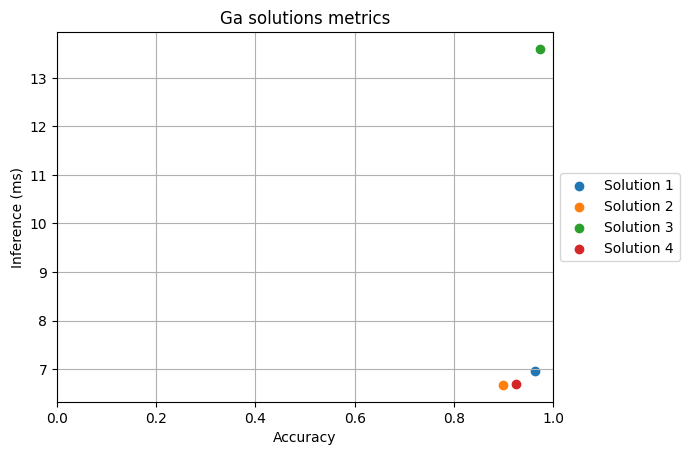 Ga solutions metrics
Inference (ms)
13
12
11
10
9
8
7
0.0 0.2 0.4 0.6 0.8 1.0
Accuracy
Solution 1
Solution 2
Solution 3
Solution 4